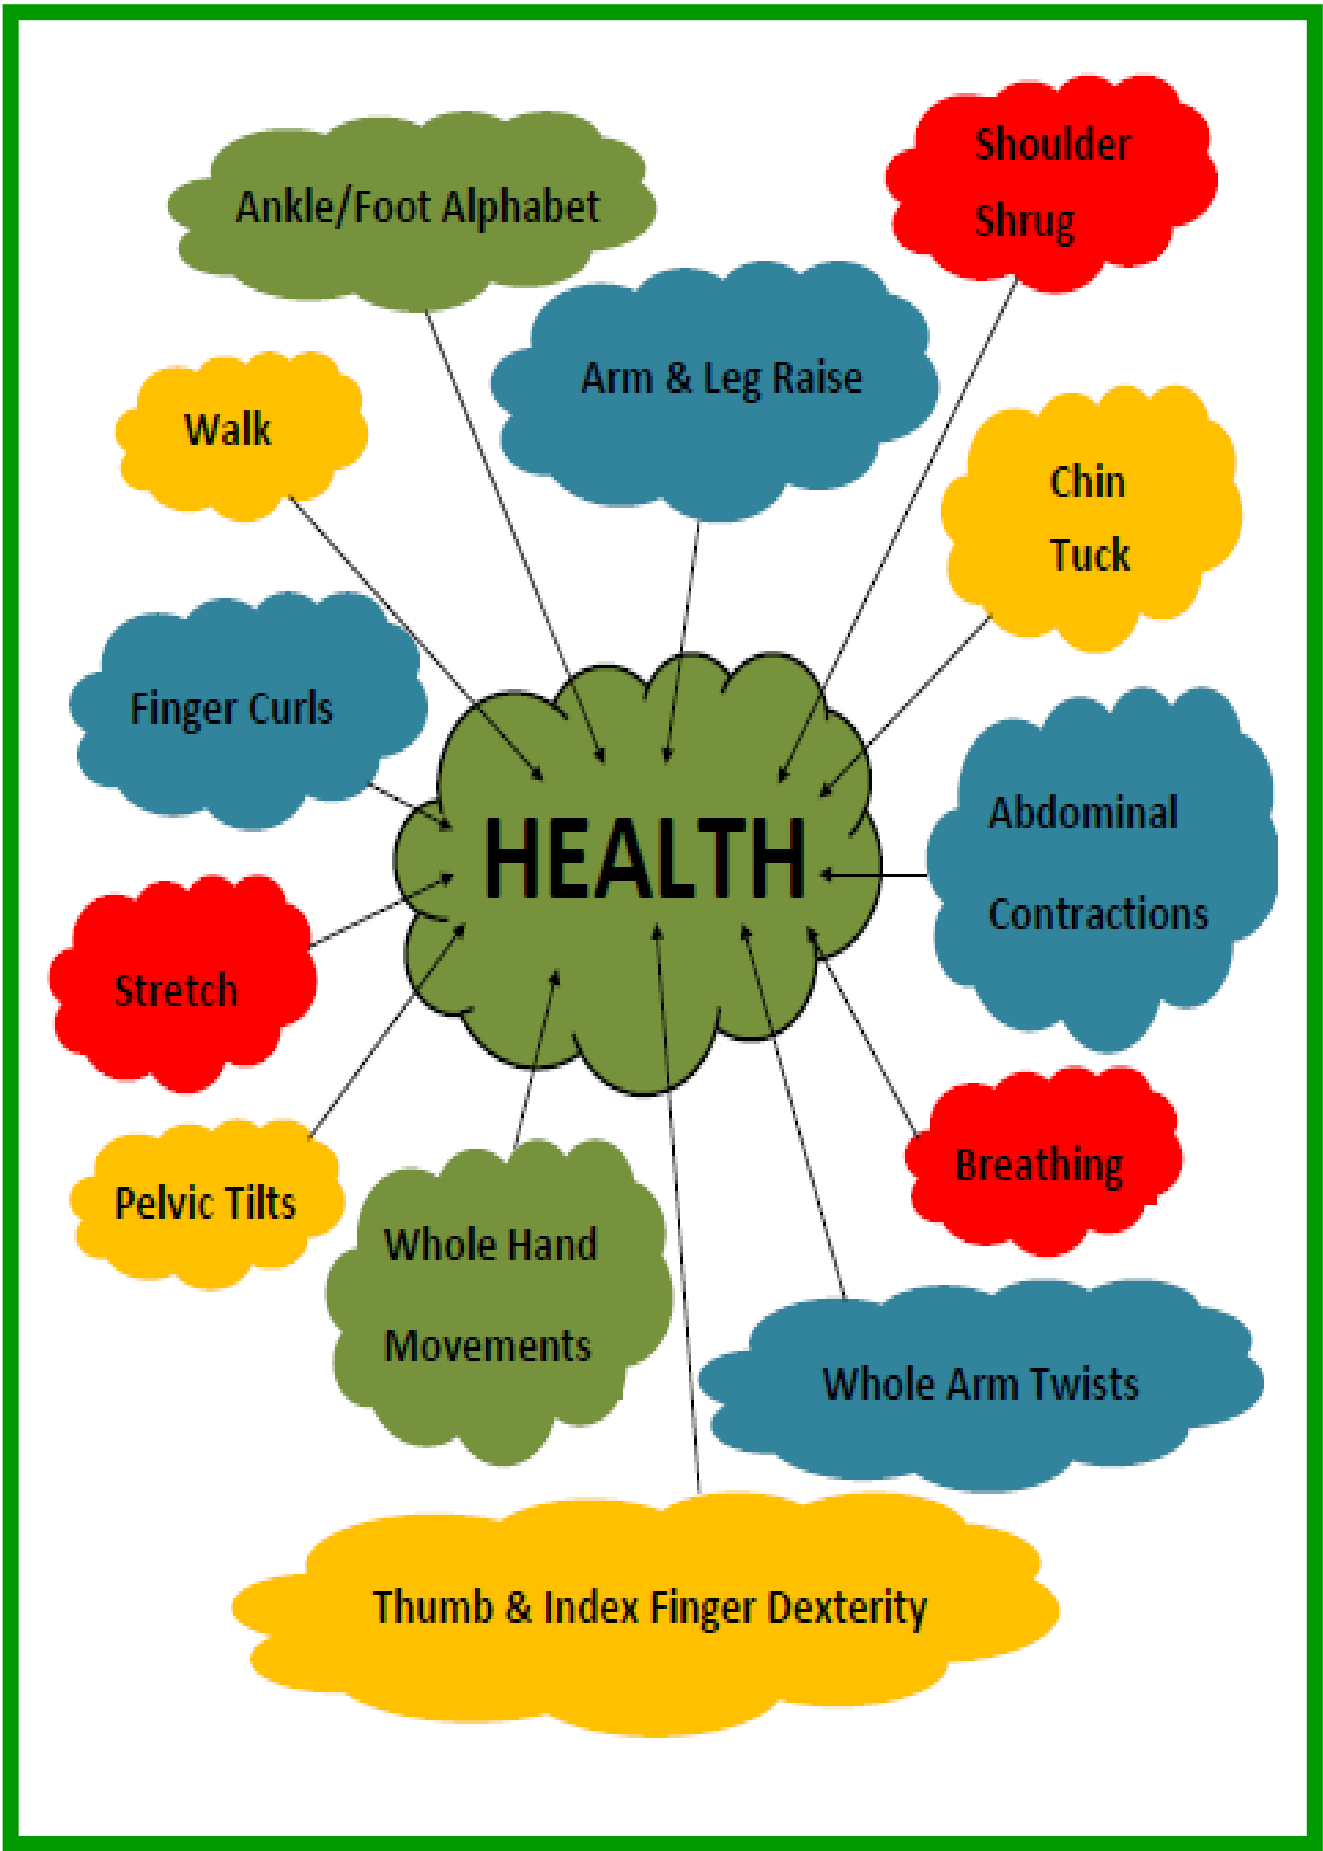 Shoulder
Shrug
Ankle/Foot Alphabet
Arm & Leg Raise
Walk
Chin
Tuck
Finger Curls
Abdominal
Contractions
HEALTH
Stretch
Breathing
Pelvic Tilts
Whole Hand
Movements
Whole Arm Twists
Thumb & Index Finger Dexterity